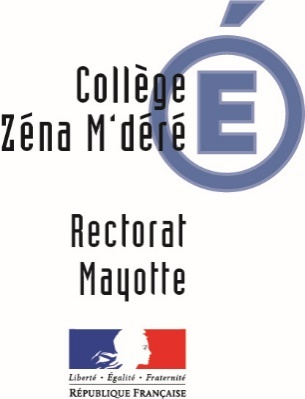 Collège
Zéna M'déré
É
Rectorat
Mayotte
Liberté • Égalité • Fraternité
RÉPUBLIQUE FRANÇAISE